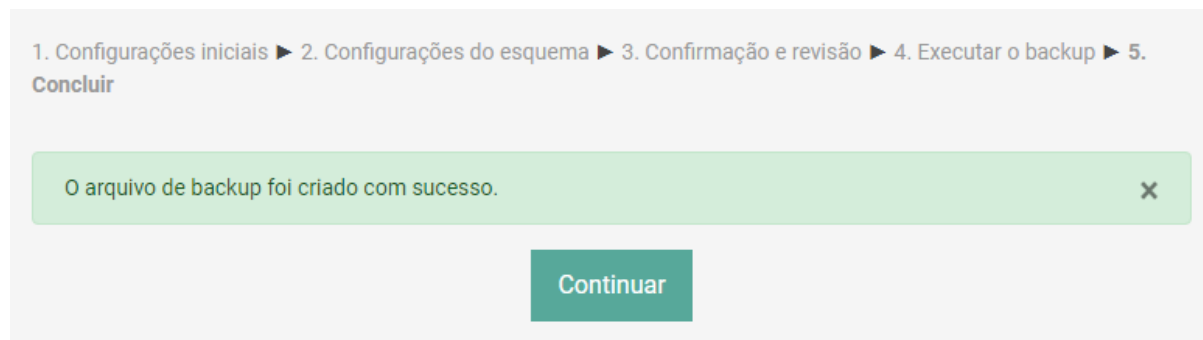 1. Configurações iniciais ► 2. Configurações do esquema ► 3. Confirmação e revisão ► 4. Executar o backup ► 5.
Concluir
O arquivo de backup foi criado com sucesso. ×
Continuar